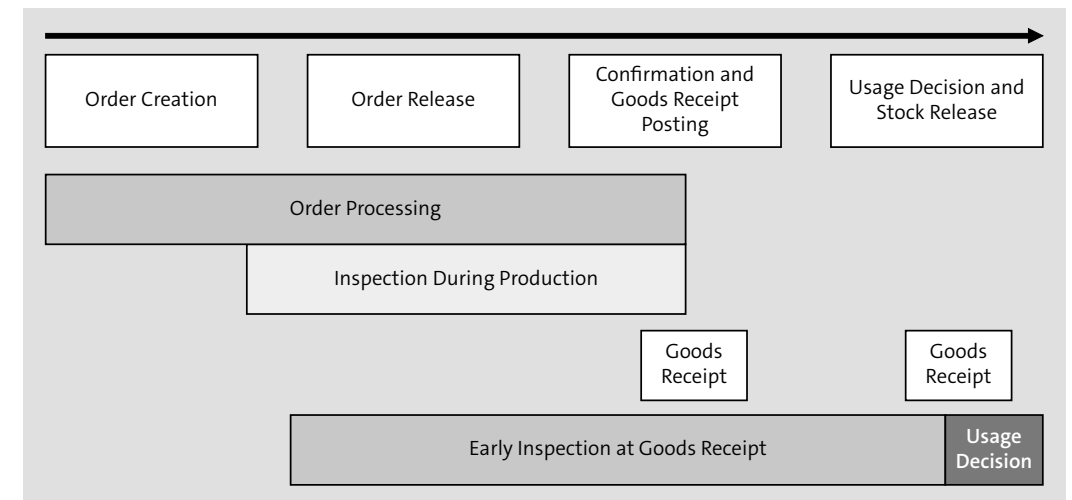 Order Creation
Order Release
Confirmation and
Goods Receipt
Posting
Usage Decision and
Stock Release
Order Processing
Inspection During Production
Goods
Receipt
Goods
Receipt
Early Inspection at Goods Receipt
Usage
Decision